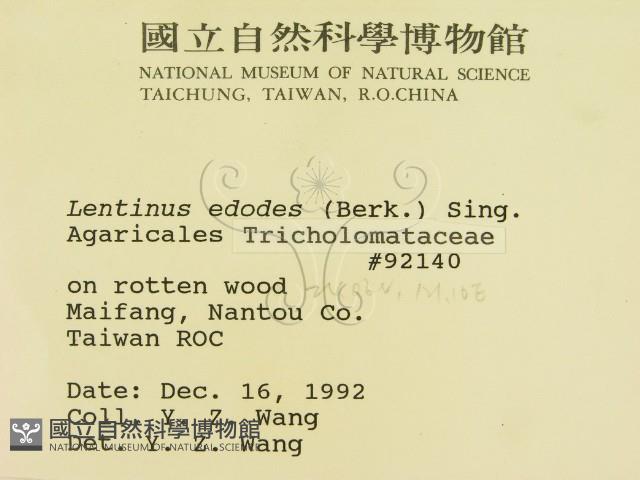 國立自然科學博物館
NATIONAL MUSEUM OF NATURAL SCIENCE
TAICHUNG, TAIWAN, R.O.CHINA
Lentinus edodes (Berk.) Sing.
Agaricales Tricholomataceae
#92140
on rotten wood
Maifang, Nantou Co.
Taiwan ROC
Date: Dec. 16, 1992
Coll. Y. Z. Wang
Det. Y. Z. Wang
國立自然科學博物館
NATIONAL MUSEUM OF NATURAL SCIENCE